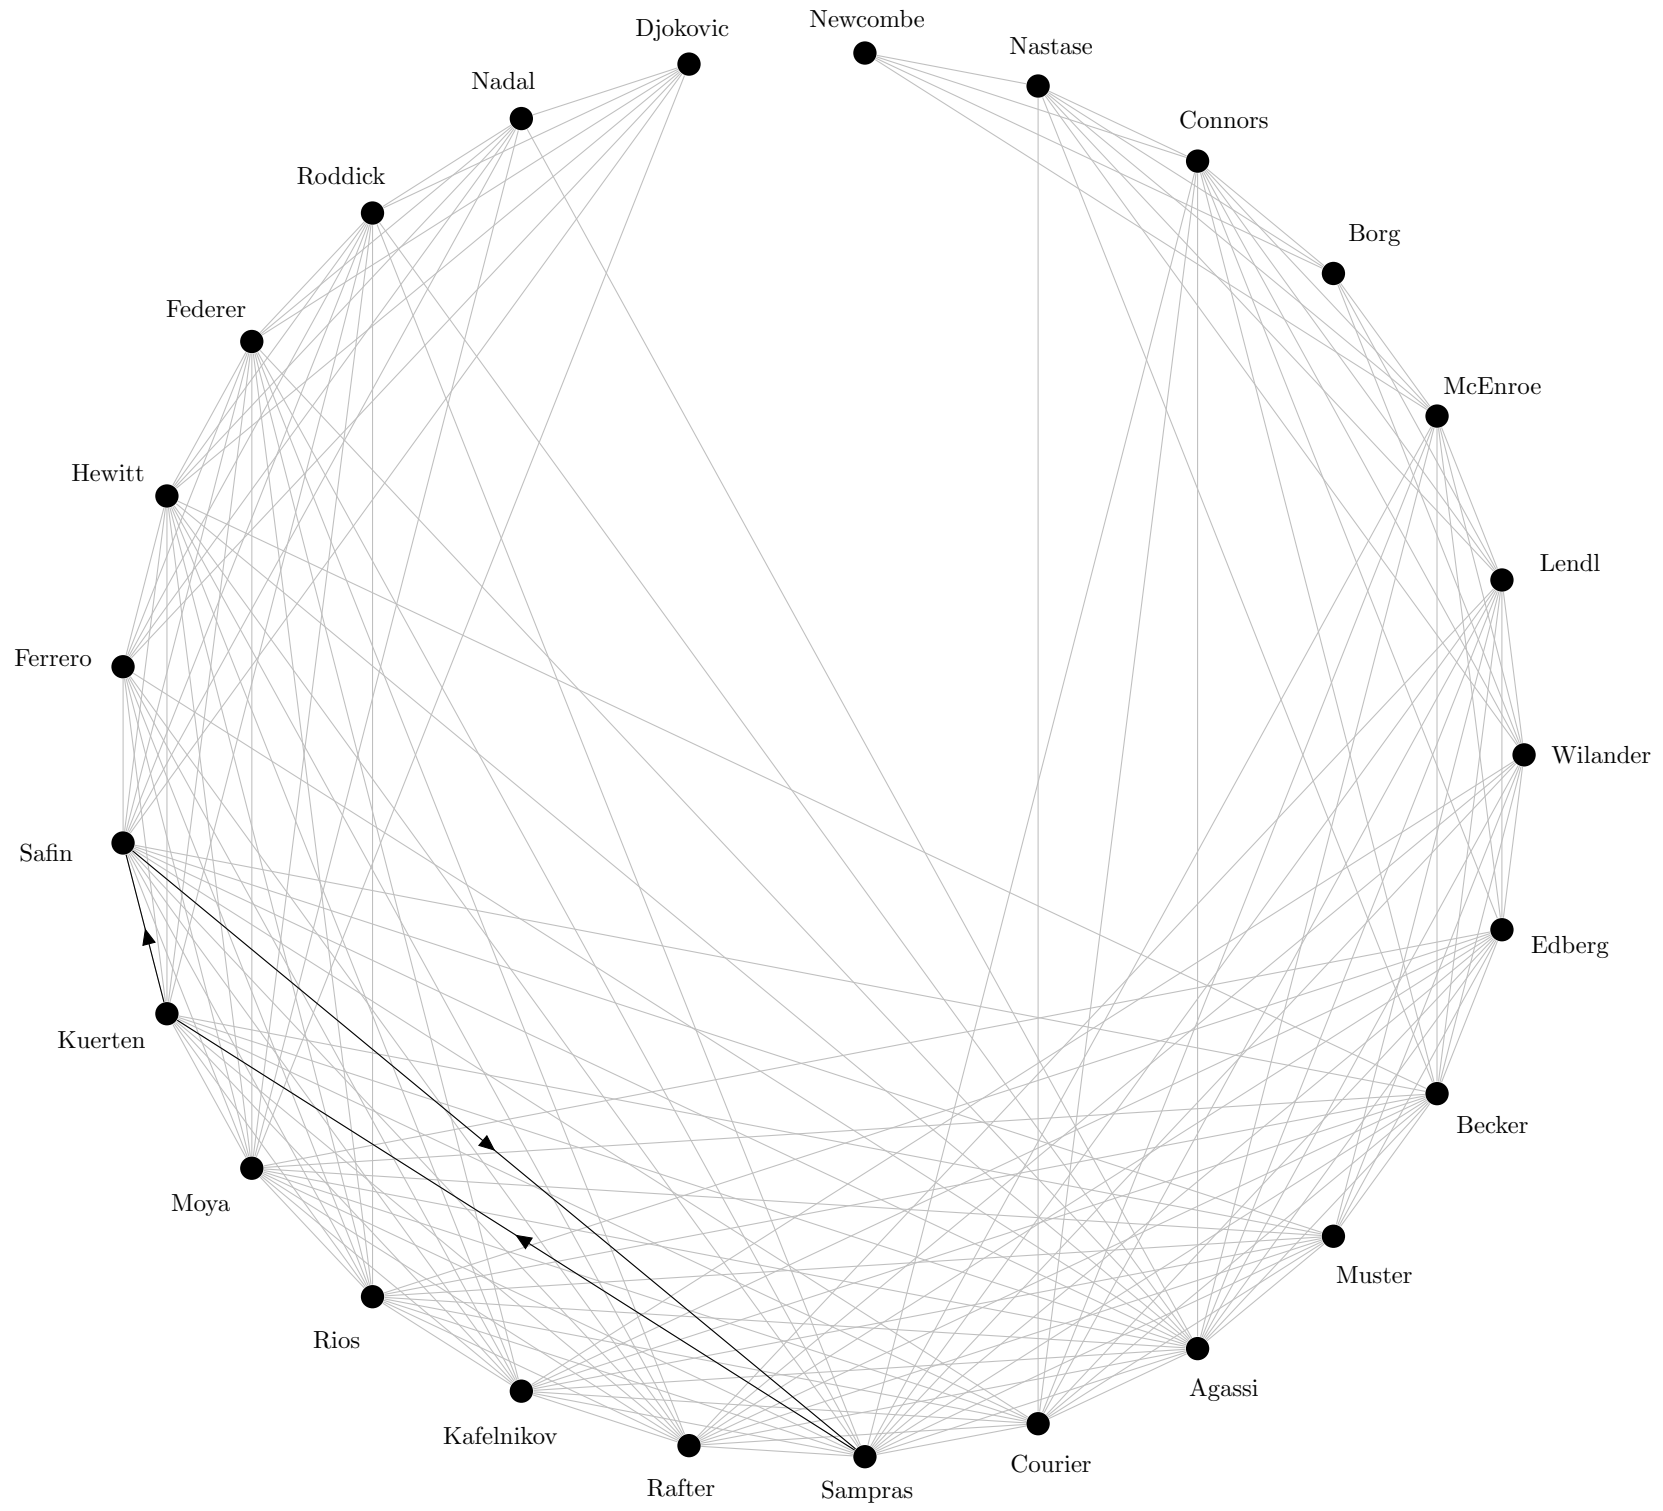 Newcombe
Djokovic
Nastase
Nadal
Connors
Roddick
Borg
Federer
McEnroe
Hewitt
Lendl
Ferrero
Wilander
Safin
Edberg
Kuerten
Becker
Moya
Muster
Rios
Agassi
Kafelnikov
Courier
Rafter
Sampras